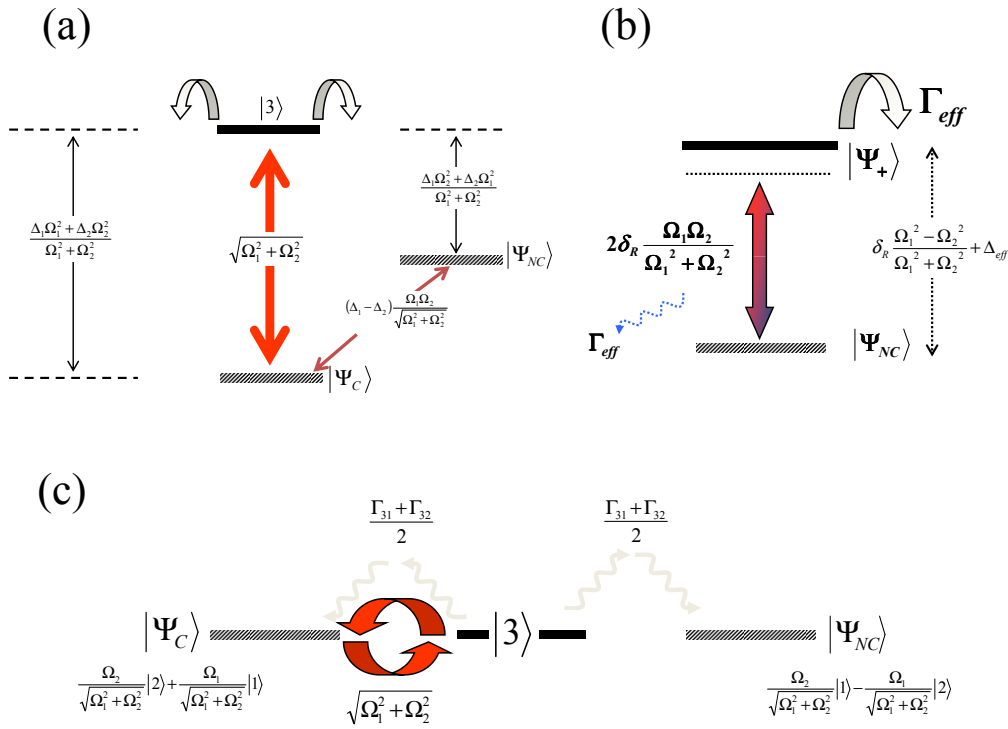 (a)
|3⟩
(Δ₁Ω₁² + Δ₂Ω₂²)/(Ω₁² + Ω₂²)
√(Ω₁² + Ω₂²)
(Δ₁Ω₂² + Δ₂Ω₁²)/(Ω₁² + Ω₂²)
|Ψ_NC⟩
(Δ₁ − Δ₂) Ω₁Ω₂/√(Ω₁² + Ω₂²)
|Ψ_C⟩
(b)
Γ_eff
|Ψ₊⟩
2δ_R Ω₁Ω₂/(Ω₁² + Ω₂²)
δ_R (Ω₁² − Ω₂²)/(Ω₁² + Ω₂²) + Δ_eff
Γ_eff
|Ψ_NC⟩
(c)
(Γ₃₁ + Γ₃₂)/2
(Γ₃₁ + Γ₃₂)/2
|Ψ_C⟩
|3⟩
|Ψ_NC⟩
Ω₂/√(Ω₁² + Ω₂²) |2⟩ + Ω₁/√(Ω₁² + Ω₂²) |1⟩
√(Ω₁² + Ω₂²)
Ω₂/√(Ω₁² + Ω₂²) |1⟩ − Ω₁/√(Ω₁² + Ω₂²) |2⟩